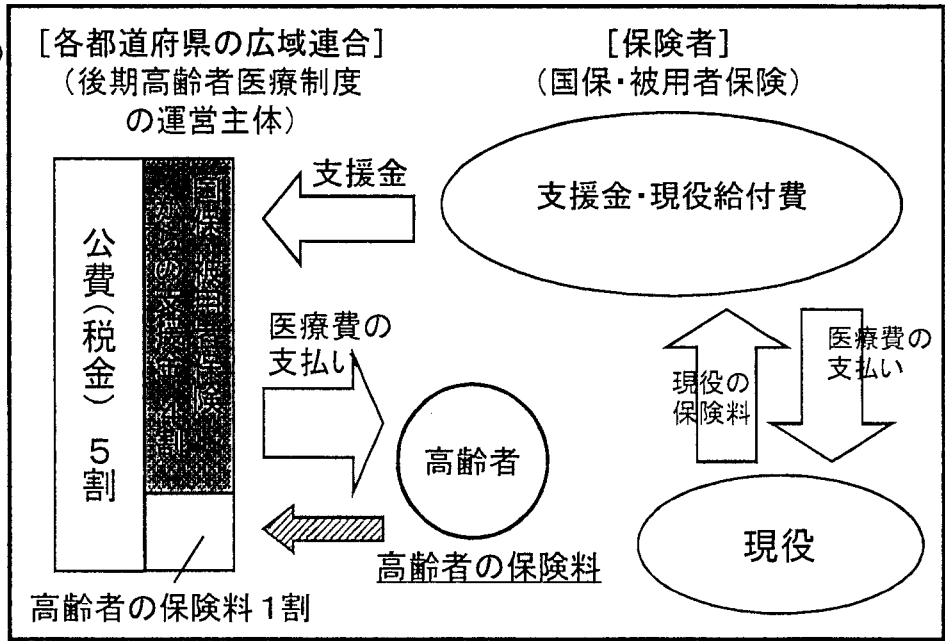 [各都道府県の広域連合]
(後期高齢者医療制度
の運営主体)
[保険者]
(国保・被用者保険)
支援金
支援金・現役給付費
公費(税金) 5割
医療費の
支払い
高齢者
高齢者の保険料
高齢者の保険料1割
現役の
保険料
医療費の
支払い
現役